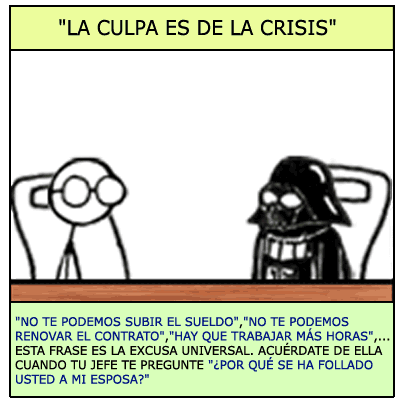 "LA CULPA ES DE LA CRISIS"
"NO TE PODEMOS SUBIR EL SUELDO","NO TE PODEMOS
RENOVAR EL CONTRATO","HAY QUE TRABAJAR MÁS HORAS",...
ESTA FRASE ES LA EXCUSA UNIVERSAL. ACUÉRDATE DE ELLA
CUANDO TU JEFE TE PREGUNTE "¿POR QUÉ SE HA FOLLADO
USTED A MI ESPOSA?"